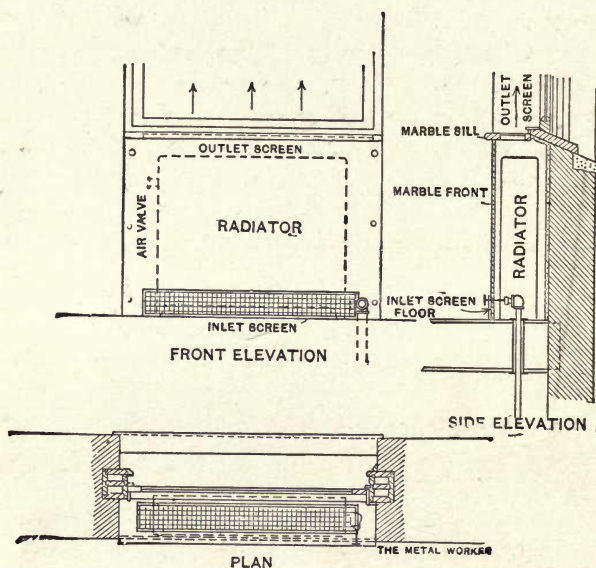 OUTLET SCREEN
AIR VALVE
RADIATOR
INLET SCREEN
FRONT ELEVATION
OUTLET
SCREEN
MARBLE SILL
MARBLE FRONT
RADIATOR
INLET SCREEN
FLOOR
SIDE ELEVATION
PLAN
THE METAL WORKER